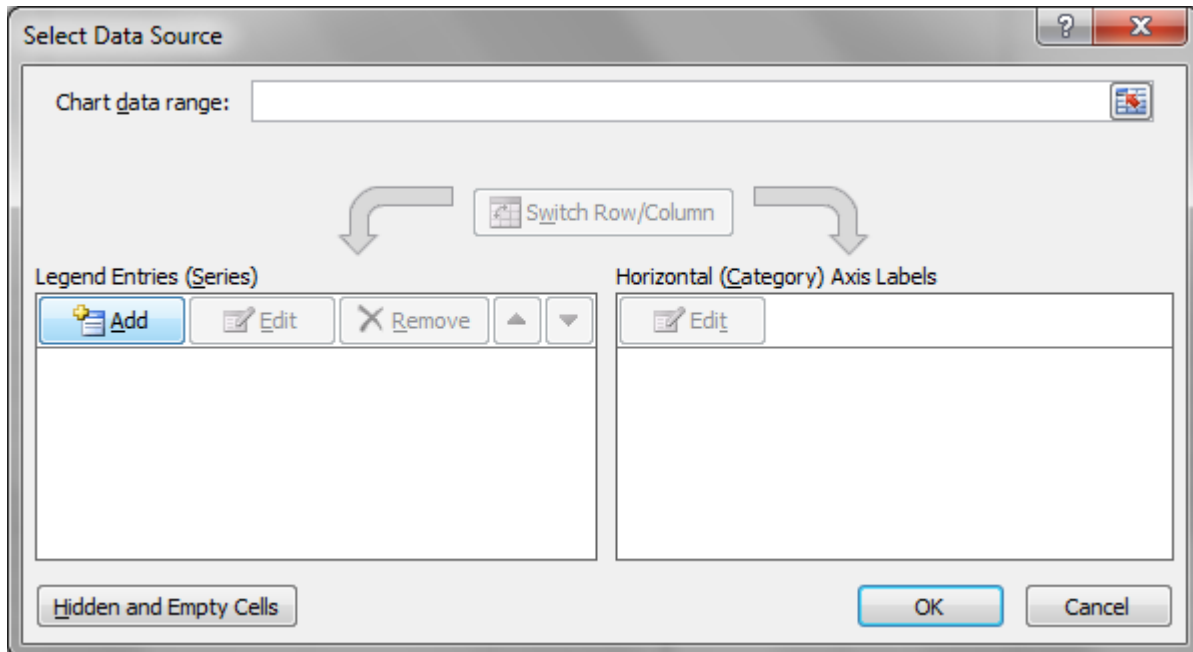 Select Data Source
Chart data range:
Switch Row/Column
Legend Entries (Series)
Horizontal (Category) Axis Labels
Add Edit Remove
Edit
Hidden and Empty Cells
OK Cancel